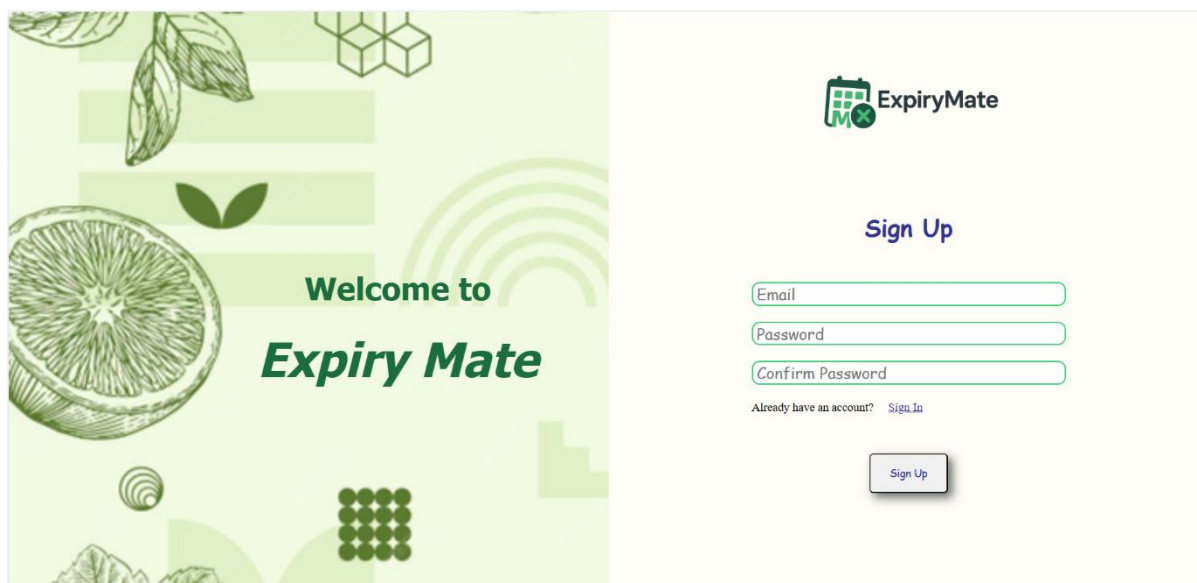 Welcome to
Expiry Mate
ExpiryMate
Sign Up
Email
Password
Confirm Password
Already have an account? Sign In
Sign Up